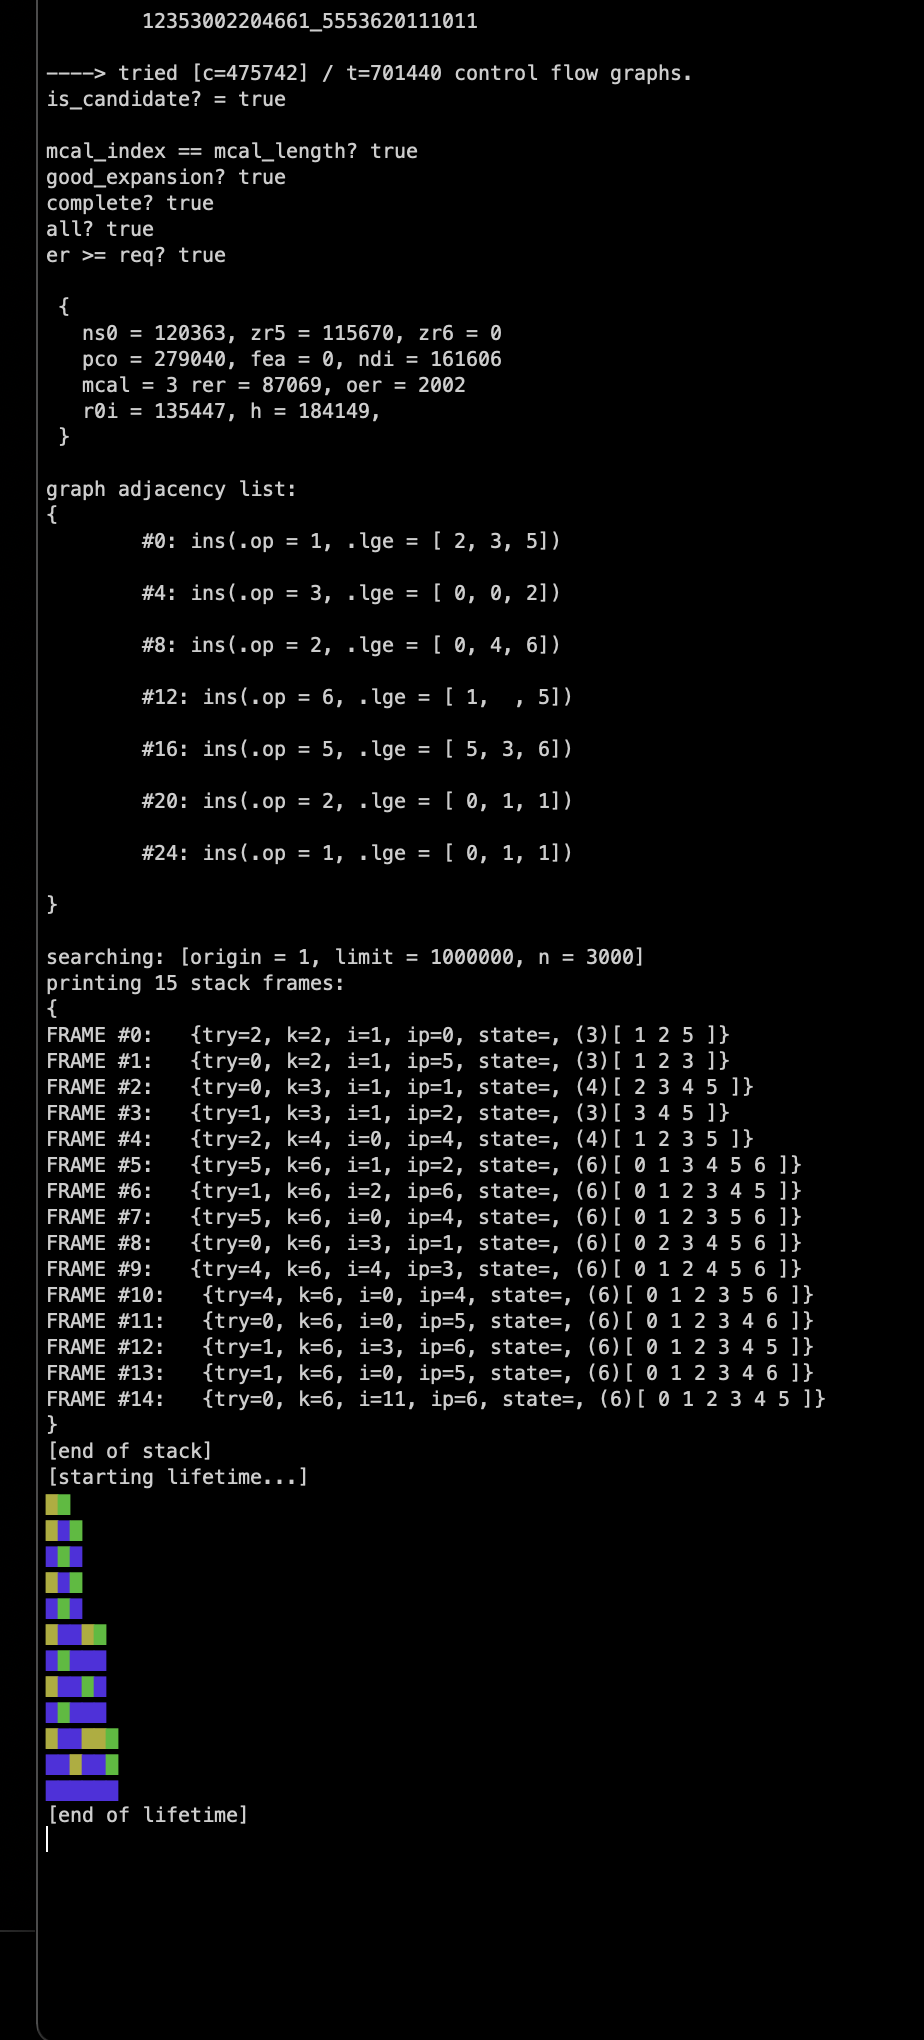 12353002204661_5553620111011
----> tried [c=475742] / t=701440 control flow graphs.
is_candidate? = true
mcal_index == mcal_length? true
good_expansion? true
complete? true
all? true
er >= req? true
{
ns0 = 120363, zr5 = 115670, zr6 = 0
pco = 279040, fea = 0, ndi = 161606
mcal = 3 rer = 87069, oer = 2002
r0i = 135447, h = 184149,
}
graph adjacency list:
{
#0: ins(.op = 1, .lge = [ 2, 3, 5])
#4: ins(.op = 3, .lge = [ 0, 0, 2])
#8: ins(.op = 2, .lge = [ 0, 4, 6])
#12: ins(.op = 6, .lge = [ 1,  , 5])
#16: ins(.op = 5, .lge = [ 5, 3, 6])
#20: ins(.op = 2, .lge = [ 0, 1, 1])
#24: ins(.op = 1, .lge = [ 0, 1, 1])
}
searching: [origin = 1, limit = 1000000, n = 3000]
printing 15 stack frames:
{
FRAME #0:   {try=2, k=2, i=1, ip=0, state=, (3)[ 1 2 5 ]}
FRAME #1:   {try=0, k=2, i=1, ip=5, state=, (3)[ 1 2 3 ]}
FRAME #2:   {try=0, k=3, i=1, ip=1, state=, (4)[ 2 3 4 5 ]}
FRAME #3:   {try=1, k=3, i=1, ip=2, state=, (3)[ 3 4 5 ]}
FRAME #4:   {try=2, k=4, i=0, ip=4, state=, (4)[ 1 2 3 5 ]}
FRAME #5:   {try=5, k=6, i=1, ip=2, state=, (6)[ 0 1 3 4 5 6 ]}
FRAME #6:   {try=1, k=6, i=2, ip=6, state=, (6)[ 0 1 2 3 4 5 ]}
FRAME #7:   {try=5, k=6, i=0, ip=4, state=, (6)[ 0 1 2 3 5 6 ]}
FRAME #8:   {try=0, k=6, i=3, ip=1, state=, (6)[ 0 2 3 4 5 6 ]}
FRAME #9:   {try=4, k=6, i=4, ip=3, state=, (6)[ 0 1 2 4 5 6 ]}
FRAME #10:   {try=4, k=6, i=0, ip=4, state=, (6)[ 0 1 2 3 5 6 ]}
FRAME #11:   {try=0, k=6, i=0, ip=5, state=, (6)[ 0 1 2 3 4 6 ]}
FRAME #12:   {try=1, k=6, i=3, ip=6, state=, (6)[ 0 1 2 3 4 5 ]}
FRAME #13:   {try=1, k=6, i=0, ip=5, state=, (6)[ 0 1 2 3 4 6 ]}
FRAME #14:   {try=0, k=6, i=11, ip=6, state=, (6)[ 0 1 2 3 4 5 ]}
}
[end of stack]
[starting lifetime...]
[end of lifetime]